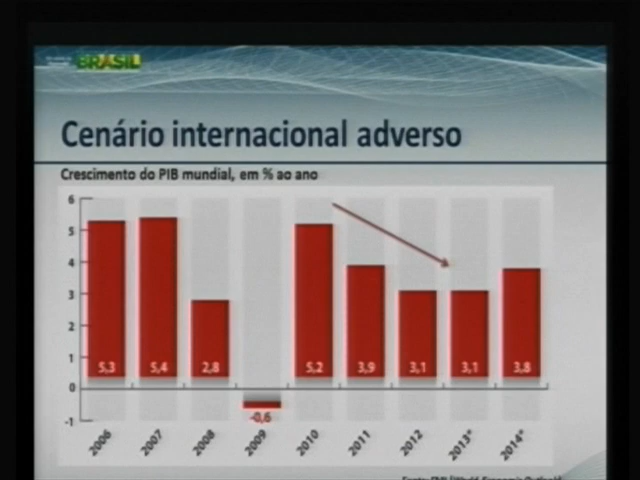 BRASIL
Cenário internacional adverso
Crescimento do PIB mundial, em % ao ano
6
5
4
3
2
1
0
-1
5,3 5,4 2,8 -0,6 5,2 3,9 3,1 3,1 3,8
2006 2007 2008 2009 2010 2011 2012 2013* 2014*